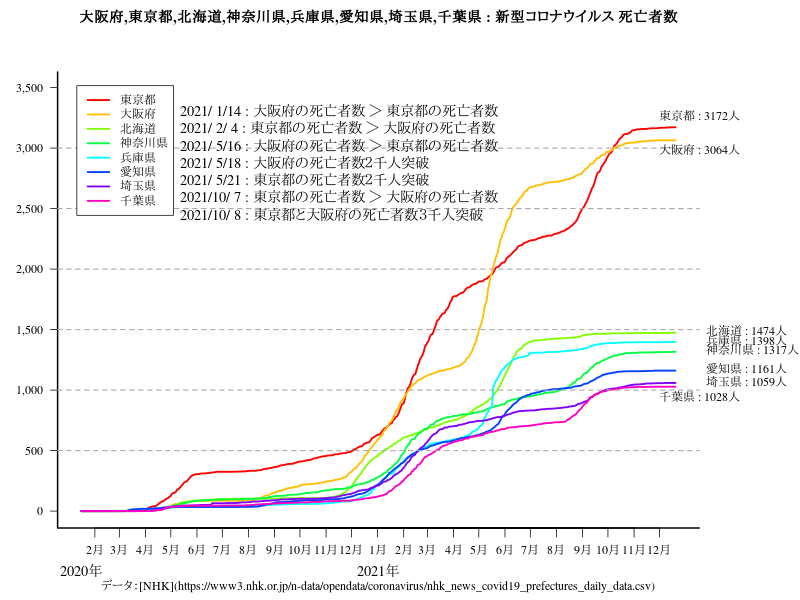 大阪府,東京都,北海道,神奈川県,兵庫県,愛知県,埼玉県,千葉県 : 新型コロナウイルス 死亡者数
3,500
3,000
2,500
2,000
1,500
1,000
500
0
東京都
大阪府
北海道
神奈川県
兵庫県
愛知県
埼玉県
千葉県
2021/ 1/14 : 大阪府の死亡者数 > 東京都の死亡者数
2021/ 2/ 4 : 東京都の死亡者数 > 大阪府の死亡者数
2021/ 5/16 : 大阪府の死亡者数 > 東京都の死亡者数
2021/ 5/18 : 大阪府の死亡者数2千人突破
2021/ 5/21 : 東京都の死亡者数2千人突破
2021/10/ 7 : 東京都の死亡者数 > 大阪府の死亡者数
2021/10/ 8 : 東京都と大阪府の死亡者数3千人突破
東京都 : 3172人
大阪府 : 3064人
北海道 : 1474人
兵庫県 : 1398人
神奈川県 : 1317人
愛知県 : 1161人
埼玉県 : 1059人
千葉県 : 1028人
2月 3月 4月 5月 6月 7月 8月 9月 10月 11月 12月 1月 2月 3月 4月 5月 6月 7月 8月 9月 10月 11月 12月
2020年 2021年
データ：[NHK](https://www3.nhk.or.jp/n-data/opendata/coronavirus/nhk_news_covid19_prefectures_daily_data.csv)